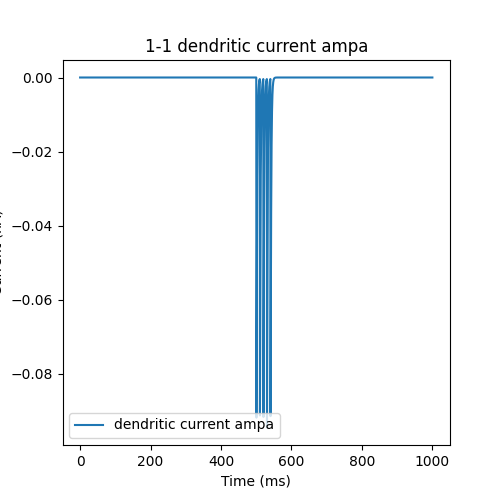 1-1 dendritic current ampa
0.00
−0.02
−0.04
−0.06
−0.08
dendritic current ampa
0 200 400 600 800 1000
Time (ms)